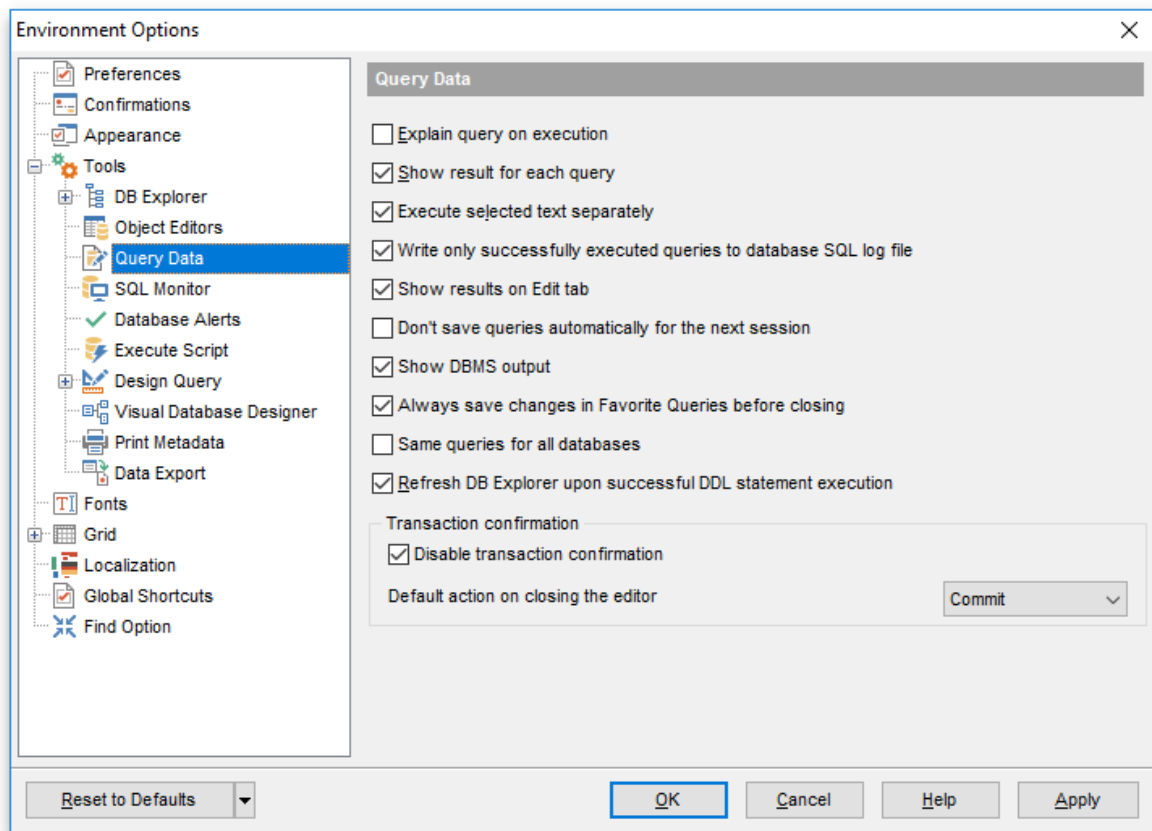 Environment Options
Preferences
Confirmations
Appearance
Tools
DB Explorer
Object Editors
Query Data
SQL Monitor
Database Alerts
Execute Script
Design Query
Visual Database Designer
Print Metadata
Data Export
Fonts
Grid
Localization
Global Shortcuts
Find Option
Query Data
Explain query on execution
Show result for each query
Execute selected text separately
Write only successfully executed queries to database SQL log file
Show results on Edit tab
Don't save queries automatically for the next session
Show DBMS output
Always save changes in Favorite Queries before closing
Same queries for all databases
Refresh DB Explorer upon successful DDL statement execution
Transaction confirmation
Disable transaction confirmation
Default action on closing the editor
Commit
Reset to Defaults
OK
Cancel
Help
Apply